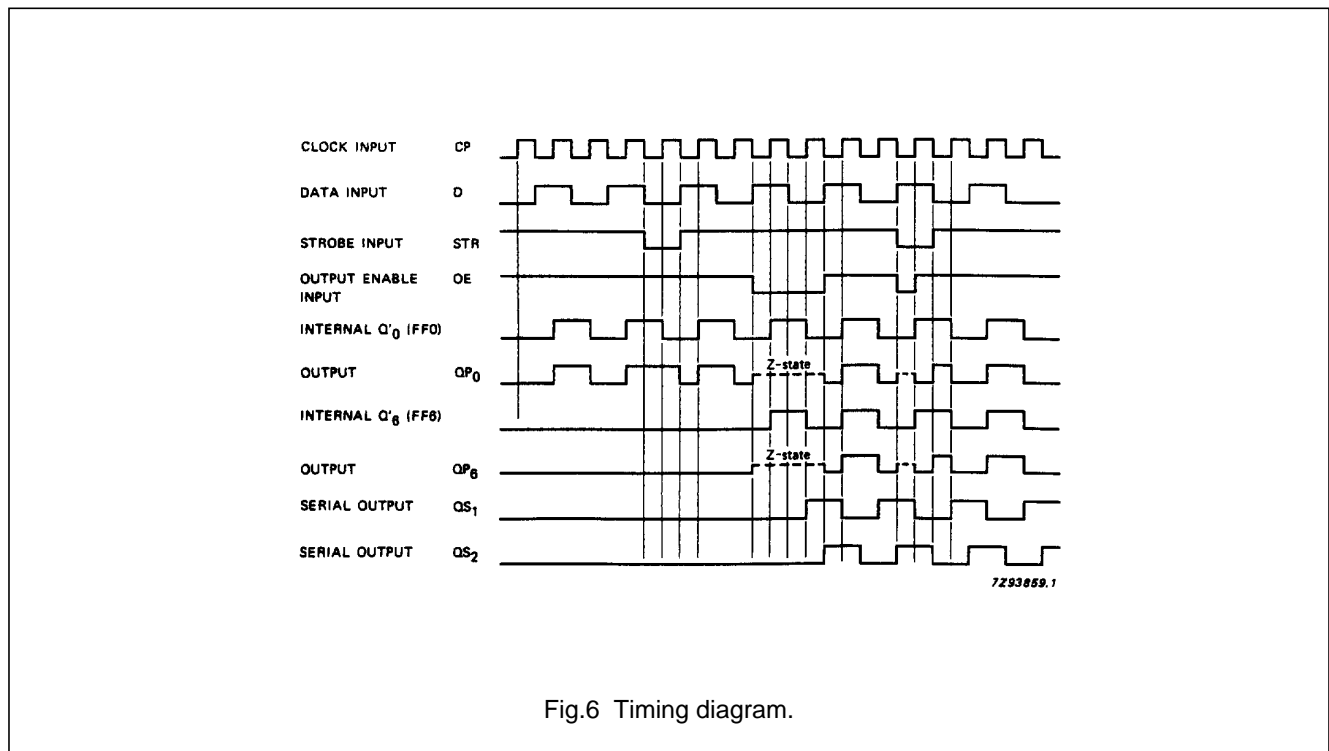 CLOCK INPUT CP
DATA INPUT D
STROBE INPUT STR
OUTPUT ENABLE OE
INPUT
INTERNAL Q'0 (FF0)
OUTPUT QP0
Z-state
INTERNAL Q'6 (FF6)
OUTPUT QP6
Z-state
SERIAL OUTPUT QS1
SERIAL OUTPUT QS2
7Z93859.1
Fig.6 Timing diagram.